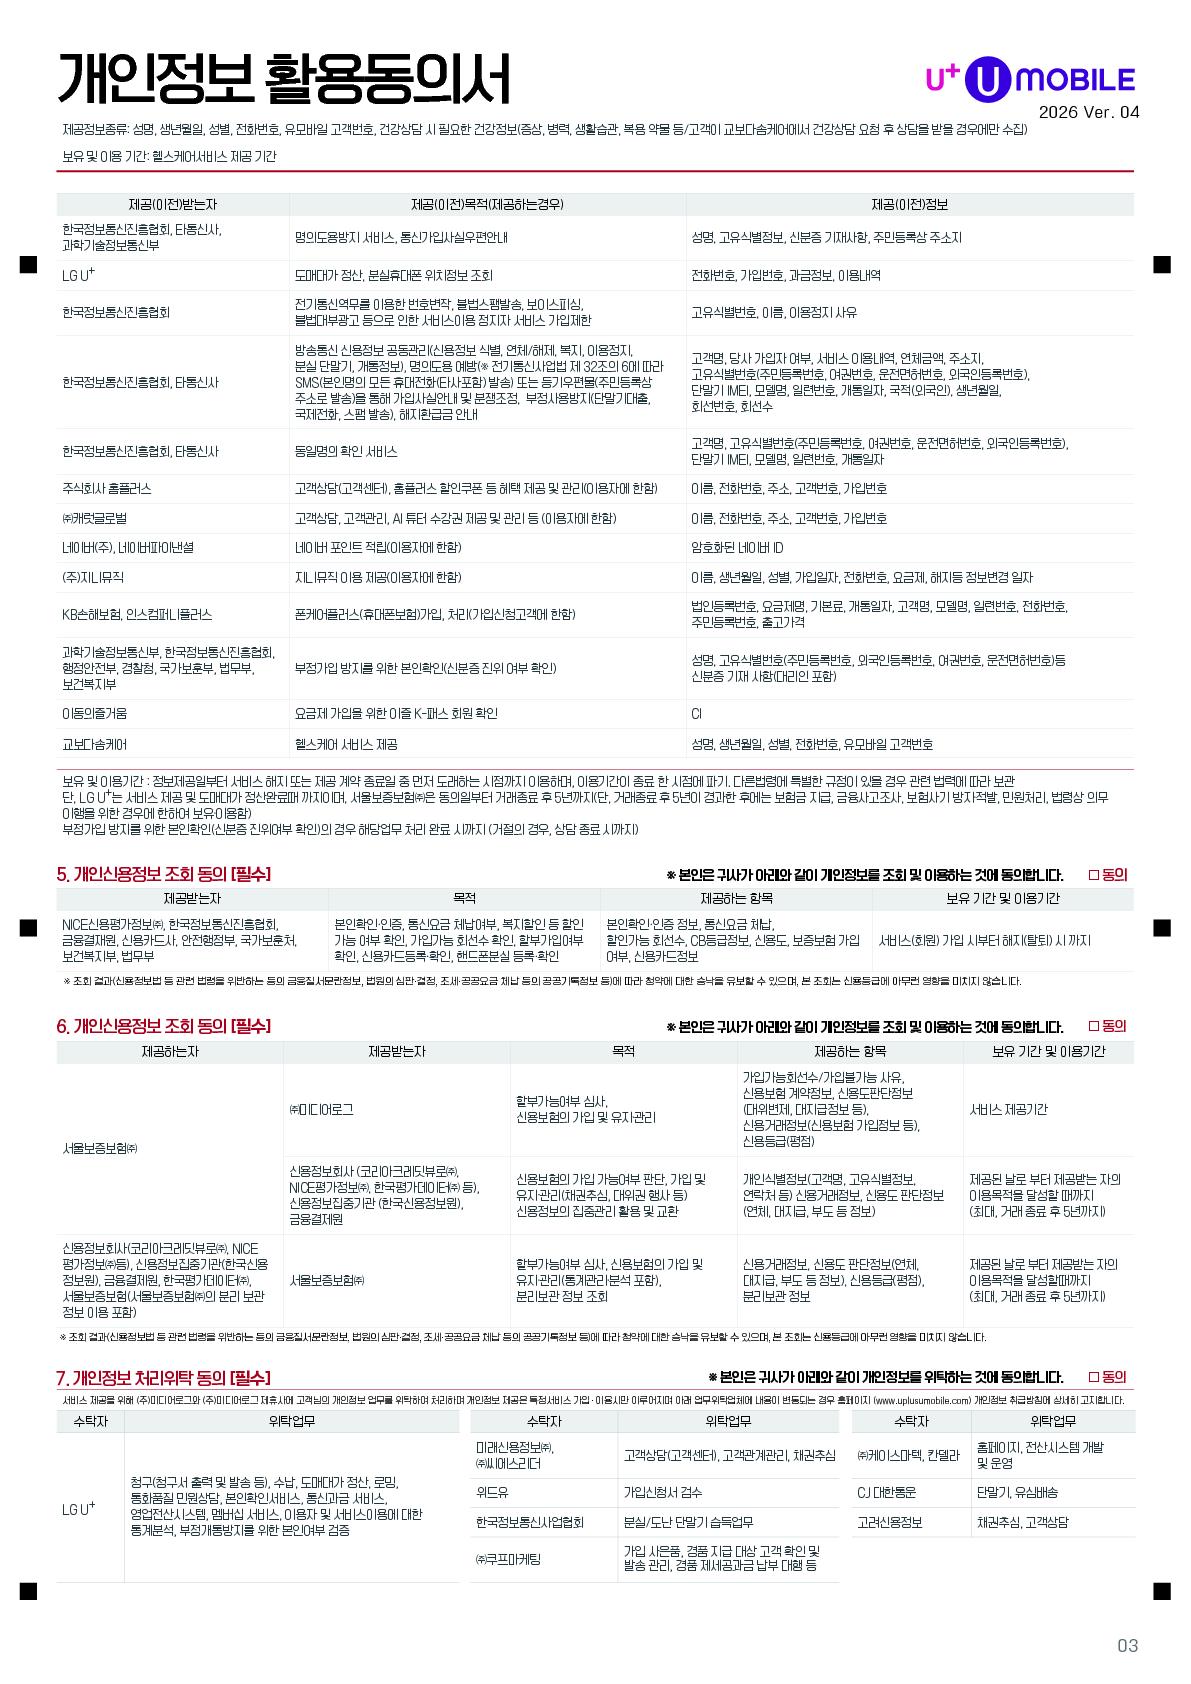 개인정보 활용동의서
U+ U MOBILE
2026 Ver. 04
제공정보종류: 성명, 생년월일, 성별, 전화번호, 유모바일 고객번호, 건강상담 시 필요한 건강정보(증상, 병력, 생활습관, 복용 약물 등/고객이 교보다솜케어에서 건강상담 요청 후 상담을 받을 경우에만 수집)
보유 및 이용 기간: 헬스케어서비스 제공 기간
제공(이전)받는자 제공(이전)목적(제공하는경우) 제공(이전)정보
한국정보통신진흥협회, 타통신사,
과학기술정보통신부
명의도용방지 서비스, 통신가입사실우편안내
성명, 고유식별정보, 신분증 기재사항, 주민등록상 주소지
LG U+
도매대가 정산, 분실휴대폰 위치정보 조회
전화번호, 가입번호, 과금정보, 이용내역
한국정보통신진흥협회
전기통신역무를 이용한 번호변작, 불법스팸발송, 보이스피싱,
불법대부광고 등으로 인한 서비스이용 정지자 서비스 가입제한
고유식별번호, 이름, 이용정지 사유
한국정보통신진흥협회, 타통신사
방송통신 신용정보 공동관리(신용정보 식별, 연체/해제, 복지, 이용정지,
분실 단말기, 개통정보), 명의도용 예방(※ 전기통신사업법 제 32조의 6에 따라
SMS(본인명의 모든 휴대전화(타사포함) 발송) 또는 등기우편물(주민등록상
주소로 발송)을 통해 가입사실안내 및 분쟁조정, 부정사용방지(단말기대출,
국제전화, 스팸 발송), 해지환급금 안내
고객명, 당사 가입자 여부, 서비스 이용내역, 연체금액, 주소지,
고유식별번호(주민등록번호, 여권번호, 운전면허번호, 외국인등록번호),
단말기 IMEI, 모델명, 일련번호, 개통일자, 국적(외국인), 생년월일,
회선번호, 회선수
한국정보통신진흥협회, 타통신사
동일명의 확인 서비스
고객명, 고유식별번호(주민등록번호, 여권번호, 운전면허번호, 외국인등록번호),
단말기 IMEI, 모델명, 일련번호, 개통일자
주식회사 홈플러스
고객상담(고객센터), 홈플러스 할인쿠폰 등 혜택 제공 및 관리(이용자에 한함)
이름, 전화번호, 주소, 고객번호, 가입번호
㈜캐럿글로벌
고객상담, 고객관리, AI 튜터 수강권 제공 및 관리 등 (이용자에 한함)
이름, 전화번호, 주소, 고객번호, 가입번호
네이버(주), 네이버파이낸셜
네이버 포인트 적립(이용자에 한함)
암호화된 네이버 ID
(주)지니뮤직
지니뮤직 이용 제공(이용자에 한함)
이름, 생년월일, 성별, 가입일자, 전화번호, 요금제, 해지등 정보변경 일자
KB손해보험, 인스컴퍼니플러스
폰케어플러스(휴대폰보험)가입, 처리(가입신청고객에 한함)
법인등록번호, 요금제명, 기본료, 개통일자, 고객명, 모델명, 일련번호, 전화번호,
주민등록번호, 출고가격
과학기술정보통신부, 한국정보통신진흥협회,
행정안전부, 경찰청, 국가보훈부, 법무부,
보건복지부
부정가입 방지를 위한 본인확인(신분증 진위 여부 확인)
성명, 고유식별번호(주민등록번호, 외국인등록번호, 여권번호, 운전면허번호)등
신분증 기재 사항(대리인 포함)
이동의즐거움
요금제 가입을 위한 이즐 K-패스 회원 확인
CI
교보다솜케어
헬스케어 서비스 제공
성명, 생년월일, 성별, 전화번호, 유모바일 고객번호
보유 및 이용기간 : 정보제공일부터 서비스 해지 또는 제공 계약 종료일 중 먼저 도래하는 시점까지 이용하며, 이용기간이 종료 한 시점에 파기. 다른법령에 특별한 규정이 있을 경우 관련 법력에 따라 보관
단, LG U+는 서비스 제공 및 도매대가 정산완료때 까지이며, 서울보증보험㈜은 동의일부터 거래종료 후 5년까지(단, 거래종료 후 5년이 경과한 후에는 보험금 지급, 금융사고조사, 보험사기 방자·적발, 민원처리, 법령상 의무
이행을 위한 경우에 한하여 보유·이용함)
부정가입 방지를 위한 본인확인(신분증 진위여부 확인)의 경우 해당업무 처리 완료 시까지 (거절의 경우, 상담 종료 시까지)
5. 개인신용정보 조회 동의 [필수]
※ 본인은 귀사가 아래와 같이 개인정보를 조회 및 이용하는 것에 동의합니다. □ 동의
제공받는자 목적 제공하는 항목 보유 기간 및 이용기간
NICE신용평가정보㈜, 한국정보통신진흥협회,
금융결재원, 신용카드사, 안전행정부, 국가보훈처,
보건복지부, 법무부
본인확인·인증, 통신요금 체납여부, 복지할인 등 할인
가능 여부 확인, 가입가능 회선수 확인, 할부가입여부
확인, 신용카드등록·확인, 핸드폰분실 등록·확인
본인확인·인증 정보, 통신요금 체납,
할인가능 회선수, CB등급정보, 신용도, 보증보험 가입
여부, 신용카드정보
서비스(회원) 가입 시부터 해지(탈퇴) 시 까지
※ 조회 결과(신용정보법 등 관련 법령을 위반하는 등의 금융질서문란정보, 법원의 심판·결정, 조세·공공요금 체납 등의 공공기록정보 등)에 따라 청약에 대한 승낙을 유보할 수 있으며, 본 조회는 신용등급에 아무런 영향을 미치지 않습니다.
6. 개인신용정보 조회 동의 [필수]
※ 본인은 귀사가 아래와 같이 개인정보를 조회 및 이용하는 것에 동의합니다. □ 동의
제공하는자 제공받는자 목적 제공하는 항목 보유 기간 및 이용기간
서울보증보험㈜
㈜미디어로그
할부가능여부 심사,
신용보험의 가입 및 유지·관리
가입가능회선수/가입불가능 사유,
신용보험 계약정보, 신용도판단정보
(대위변제, 대지급정보 등),
신용거래정보(신용보험 가입정보 등),
신용등급(평점)
서비스 제공기간
신용정보회사 (코리아크레딧뷰로㈜,
NICE평가정보㈜, 한국평가데이터㈜ 등),
신용정보집중기관 (한국신용정보원),
금융결제원
신용보험의 가입 가능여부 판단, 가입 및
유지·관리(채권추심, 대위권 행사 등)
신용정보의 집중관리 활용 및 교환
개인식별정보(고객명, 고유식별정보,
연락처 등) 신용거래정보, 신용도 판단정보
(연체, 대지급, 부도 등 정보)
제공된 날로 부터 제공받는 자의
이용목적을 달성할 때까지
(최대, 거래 종료 후 5년까지)
신용정보회사(코리아크레딧뷰로㈜, NICE
평가정보㈜등), 신용정보집중기관(한국신용
정보원), 금융결제원, 한국평가데이터㈜,
서울보증보험(서울보증보험㈜의 분리 보관
정보 이용 포함)
서울보증보험㈜
할부가능여부 심사, 신용보험의 가입 및
유지·관리(통계관리·분석 포함),
분리보관 정보 조회
신용거래정보, 신용도 판단정보(연체,
대지급, 부도 등 정보), 신용등급(평점),
분리보관 정보
제공된 날로 부터 제공받는 자의
이용목적을 달성할때까지
(최대, 거래 종료 후 5년까지)
※ 조회 결과(신용정보법 등 관련 법령을 위반하는 등의 금융질서문란정보, 법원의 심판·결정, 조세·공공요금 체납 등의 공공기록정보 등)에 따라 청약에 대한 승낙을 유보할 수 있으며, 본 조회는 신용등급에 아무런 영향을 미치지 않습니다.
7. 개인정보 처리위탁 동의 [필수]
※ 본인은 귀사가 아래와 같이 개인정보를 위탁하는 것에 동의합니다. □ 동의
서비스 제공을 위해 (주)미디어로그와 (주)미디어로그 제휴사에 고객님의 개인정보 업무를 위탁하여 처리하며 개인정보 제공은 특정서비스 가입·이용시만 이루어지며 아래 업무위탁업체에 내용이 변동되는 경우 홈페이지 (www.uplusumobile.com) 개인정보 취급방침에 상세히 고지합니다.
수탁자 위탁업무
LG U+
청구(청구서 출력 및 발송 등), 수납, 도매대가 정산, 로밍,
통화품질 민원상담, 본인확인서비스, 통신과금 서비스,
영업전산시스템, 멤버십 서비스, 이용자 및 서비스이용에 대한
통계분석, 부정개통방지를 위한 본인여부 검증
수탁자 위탁업무
미래신용정보㈜,
㈜씨에스리더
고객상담(고객센터), 고객관계관리, 채권추심
위드유
가입신청서 검수
한국정보통신사업협회
분실/도난 단말기 습득업무
㈜쿠프마케팅
가입 사은품, 경품 지급 대상 고객 확인 및
발송 관리, 경품 제세공과금 납부 대행 등
수탁자 위탁업무
㈜케이스마텍, 칸델라
홈페이지, 전산시스템 개발
및 운영
CJ 대한통운
단말기, 유심배송
고려신용정보
채권추심, 고객상담
03